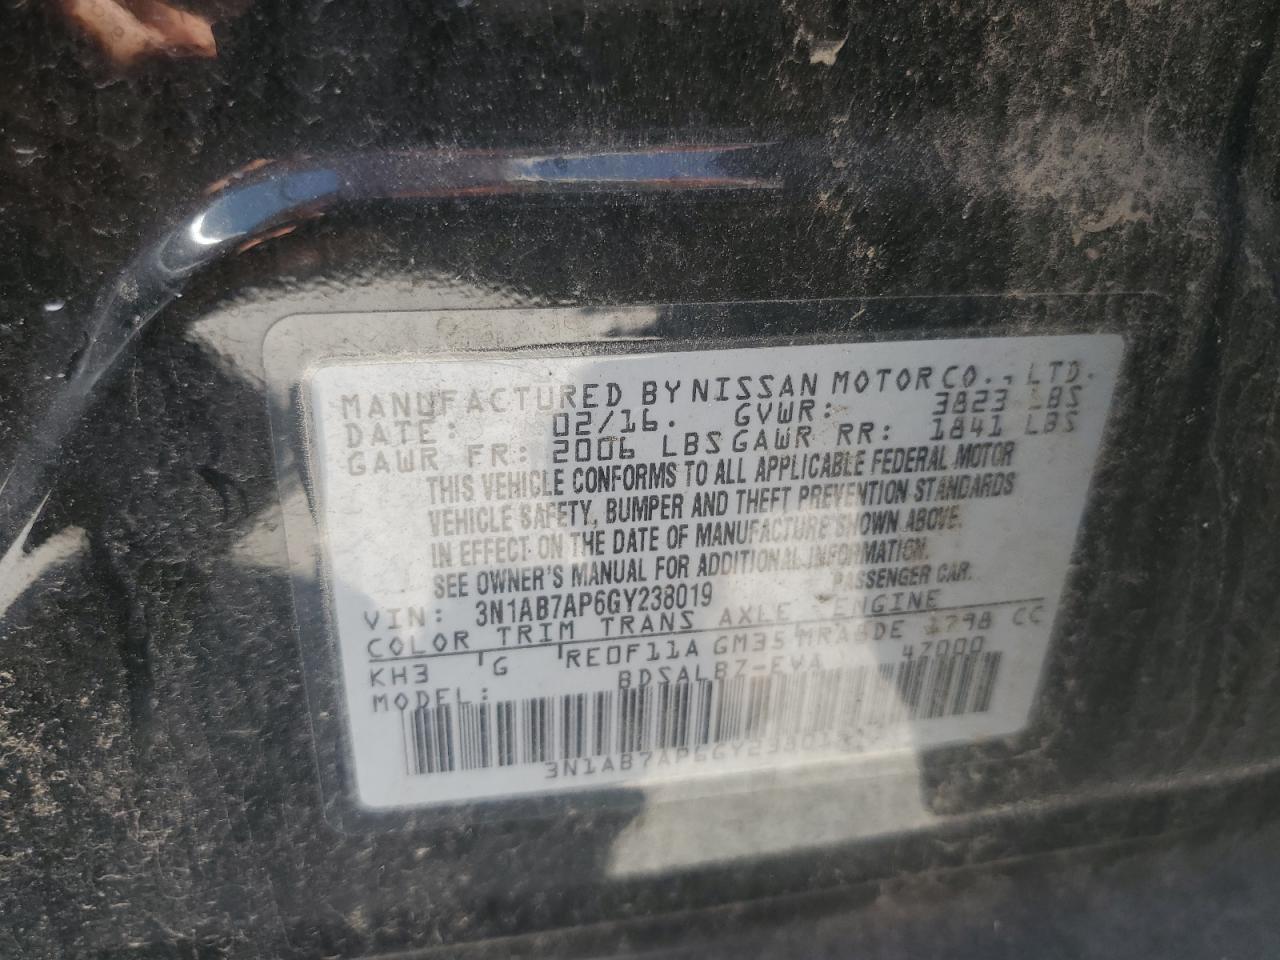 MANUFACTURED BY NISSAN MOTOR CO., LTD.
DATE: 02/16. GVWR: 3823 LBS
GAWR FR: 2006 LBS GAWR RR: 1841 LBS
THIS VEHICLE CONFORMS TO ALL APPLICABLE FEDERAL MOTOR
VEHICLE SAFETY, BUMPER AND THEFT PREVENTION STANDARDS
IN EFFECT ON THE DATE OF MANUFACTURE SHOWN ABOVE.
SEE OWNER'S MANUAL FOR ADDITIONAL INFORMATION.
VIN: 3N1AB7AP6GY238019 PASSENGER CAR.
COLOR TRIM TRANS AXLE ENGINE
KH3 G RE0F11A GM35 MRA8DE 1798 CC
MODEL: BDSALBZ-EVA 47000
3N1AB7AP6GY238019